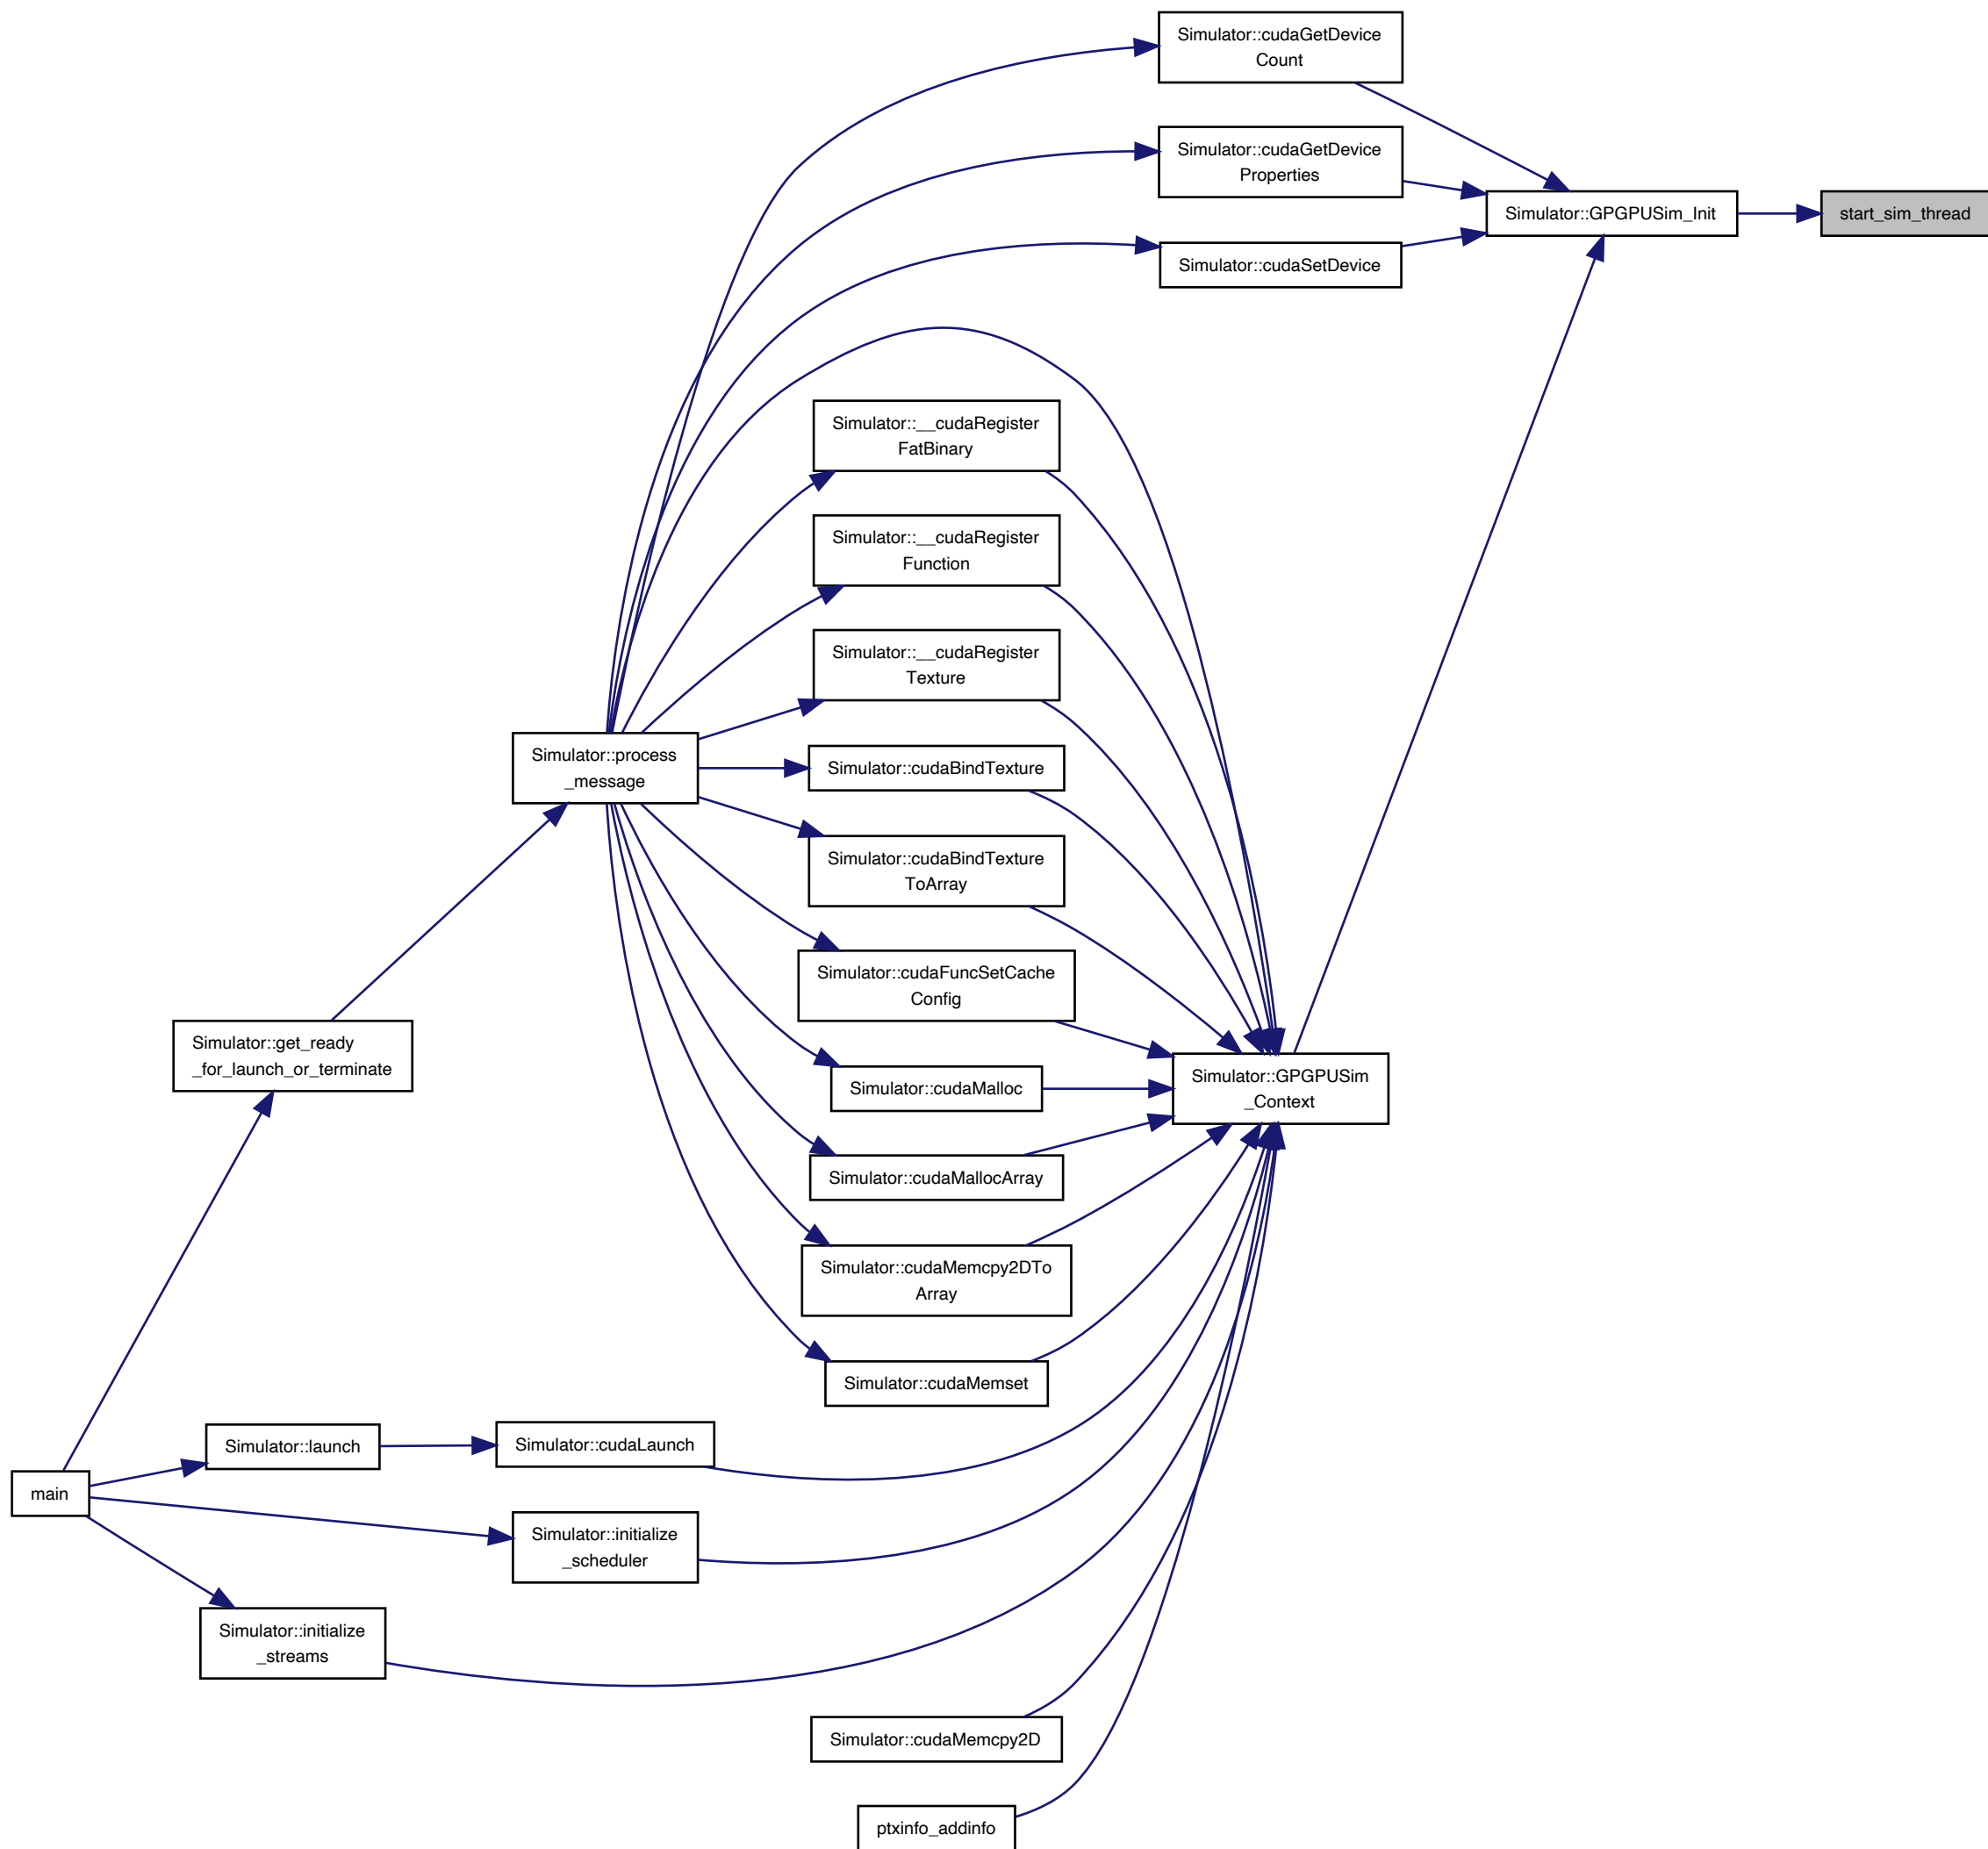 Simulator::cudaGetDevice
Count
Simulator::cudaGetDevice
Properties
Simulator::GPGPUSim_Init
start_sim_thread
Simulator::cudaSetDevice
Simulator::__cudaRegister
FatBinary
Simulator::__cudaRegister
Function
Simulator::__cudaRegister
Texture
Simulator::process
_message
Simulator::cudaBindTexture
Simulator::cudaBindTexture
ToArray
Simulator::cudaFuncSetCache
Config
Simulator::get_ready
_for_launch_or_terminate
Simulator::cudaMalloc
Simulator::GPGPUSim
_Context
Simulator::cudaMallocArray
Simulator::cudaMemcpy2DTo
Array
Simulator::cudaMemset
Simulator::launch
Simulator::cudaLaunch
main
Simulator::initialize
_scheduler
Simulator::initialize
_streams
Simulator::cudaMemcpy2D
ptxinfo_addinfo